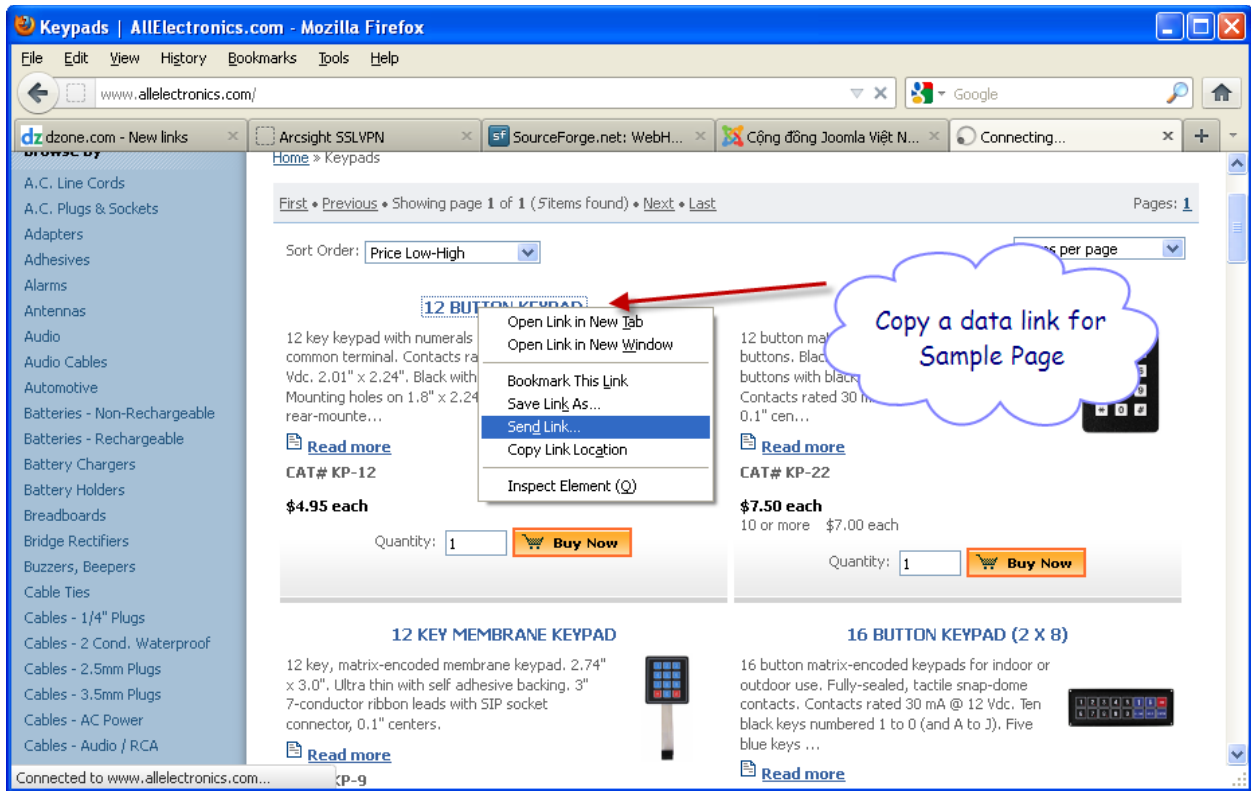 Keypads | AllElectronics.com - Mozilla Firefox
File Edit View History Bookmarks Tools Help
www.allelectronics.com/
Google
dz dzone.com - New links
Arcsight SSLVPN
sf SourceForge.net: WebH...
Cộng đồng Joomla Việt N...
Connecting...
Browse By
A.C. Line Cords
A.C. Plugs & Sockets
Adapters
Adhesives
Alarms
Antennas
Audio
Audio Cables
Automotive
Batteries - Non-Rechargeable
Batteries - Rechargeable
Battery Chargers
Battery Holders
Breadboards
Bridge Rectifiers
Buzzers, Beepers
Cable Ties
Cables - 1/4" Plugs
Cables - 2 Cond. Waterproof
Cables - 2.5mm Plugs
Cables - 3.5mm Plugs
Cables - AC Power
Cables - Audio / RCA
Connected to www.allelectronics.com...
Home » Keypads
First • Previous • Showing page 1 of 1 (5items found) • Next • Last
Pages: 1
Sort Order: Price Low-High
per page
12 BUTTON KEYPAD
12 key keypad with numerals
common terminal. Contacts
Vdc. 2.01" x 2.24". Black with
Mounting holes on 1.8" x 2.24
rear-mounte...
Read more
CAT# KP-12
$4.95 each
Quantity: 1
Buy Now
Open Link in New Tab
Open Link in New Window
Bookmark This Link
Save Link As...
Send Link...
Copy Link Location
Inspect Element (Q)
Copy a data link for
Sample Page
12 button
buttons.
buttons with
Contacts rated 30
0.1" cen...
* 0 #
Read more
CAT# KP-22
$7.50 each
10 or more $7.00 each
Quantity: 1
Buy Now
12 KEY MEMBRANE KEYPAD
12 key, matrix-encoded membrane keypad. 2.74"
x 3.0". Ultra thin with self adhesive backing. 3"
7-conductor ribbon leads with SIP socket
connector, 0.1" centers.
Read more
KP-9
16 BUTTON KEYPAD (2 X 8)
16 button matrix-encoded keypads for indoor or
outdoor use. Fully-sealed, tactile snap-dome
contacts. Contacts rated 30 mA @ 12 Vdc. Ten
black keys numbered 1 to 0 (and A to J). Five
blue keys ...
Read more